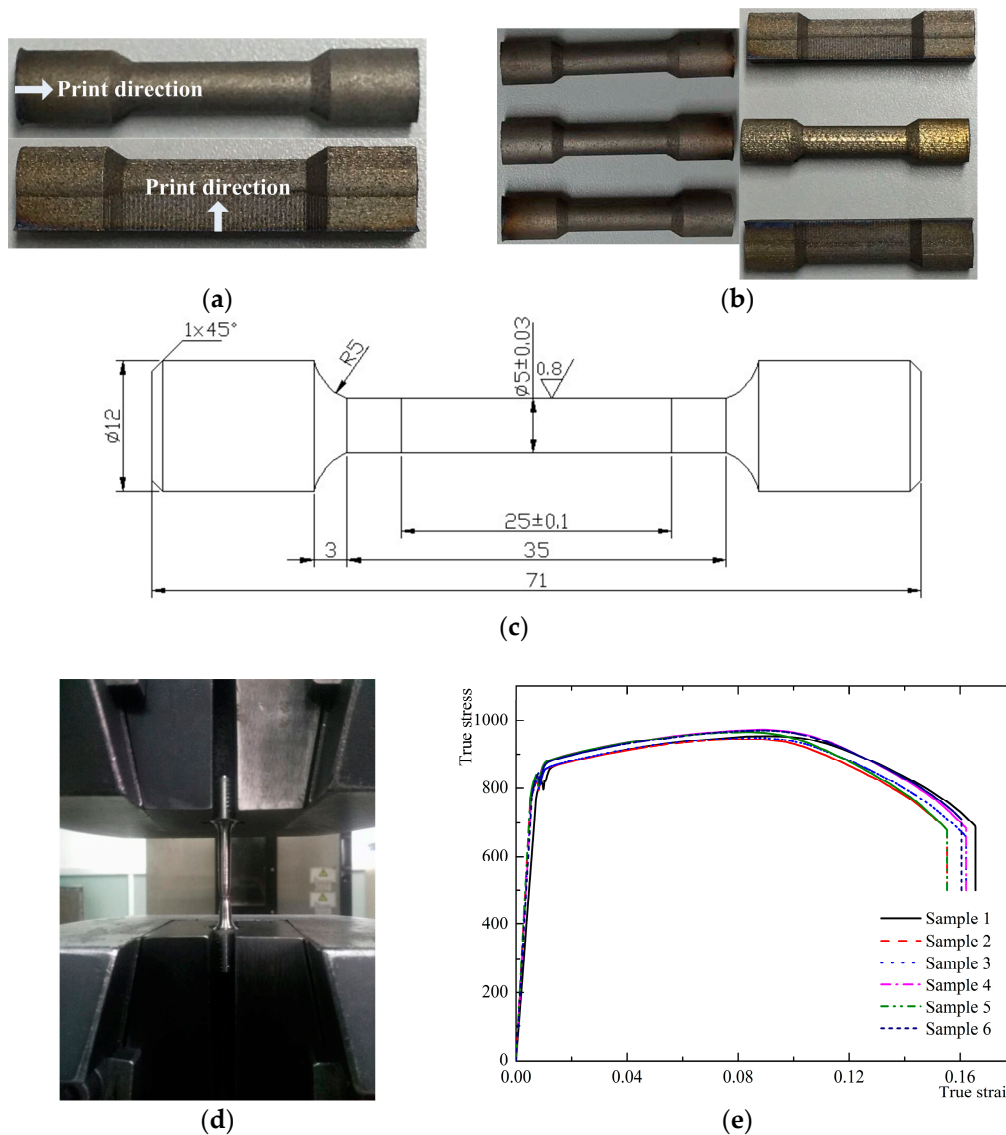 Print direction
Print direction
(a)
(b)
1×45°
R5
ø5±0.03
0.8
ø12
25±0.1
3
35
71
(c)
(d)
True stress
1000
800
600
400
200
0
0.00
0.04
0.08
0.12
0.16
True strai
Sample 1
Sample 2
Sample 3
Sample 4
Sample 5
Sample 6
(e)